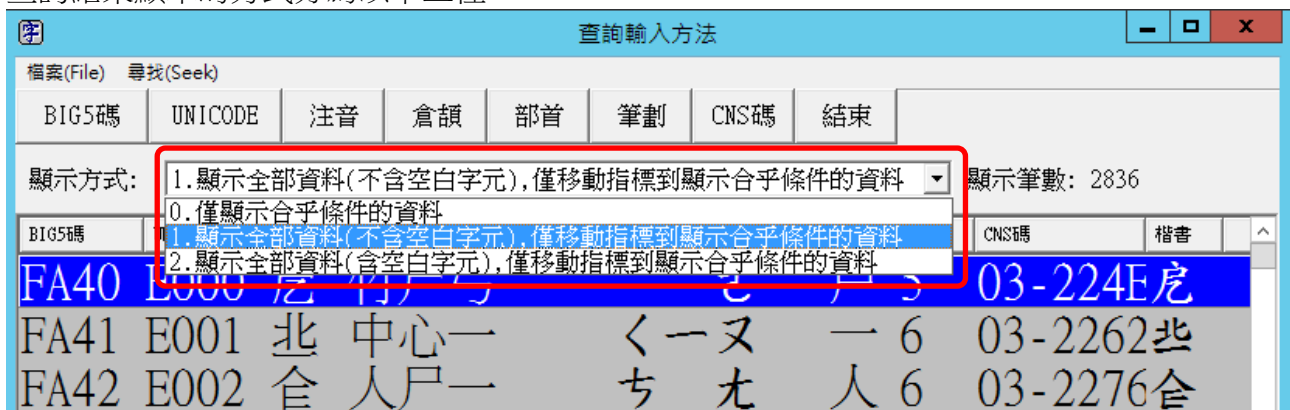 查詢輸入方法
檔案(File) 尋找(Seek)
BIG5碼 UNICODE 注音 倉頡 部首 筆劃 CNS碼 結束
顯示方式: 1.顯示全部資料(不含空白字元),僅移動指標到顯示合乎條件的資料 顯示筆數: 2836
0.僅顯示合乎條件的資料
BIG5碼 1.顯示全部資料(不含空白字元),僅移動指標到顯示合乎條件的資料 CNS碼 楷書
2.顯示全部資料(含空白字元),僅移動指標到顯示合乎條件的資料
FA40 E000 竹尸 ㄜ 5 03-224E
FA41 E001 中心一 ㄑㄧㄡ 一 6 03-2262
FA42 E002 仺 人尸一 ㄘㄤ 人 6 03-2276 仺